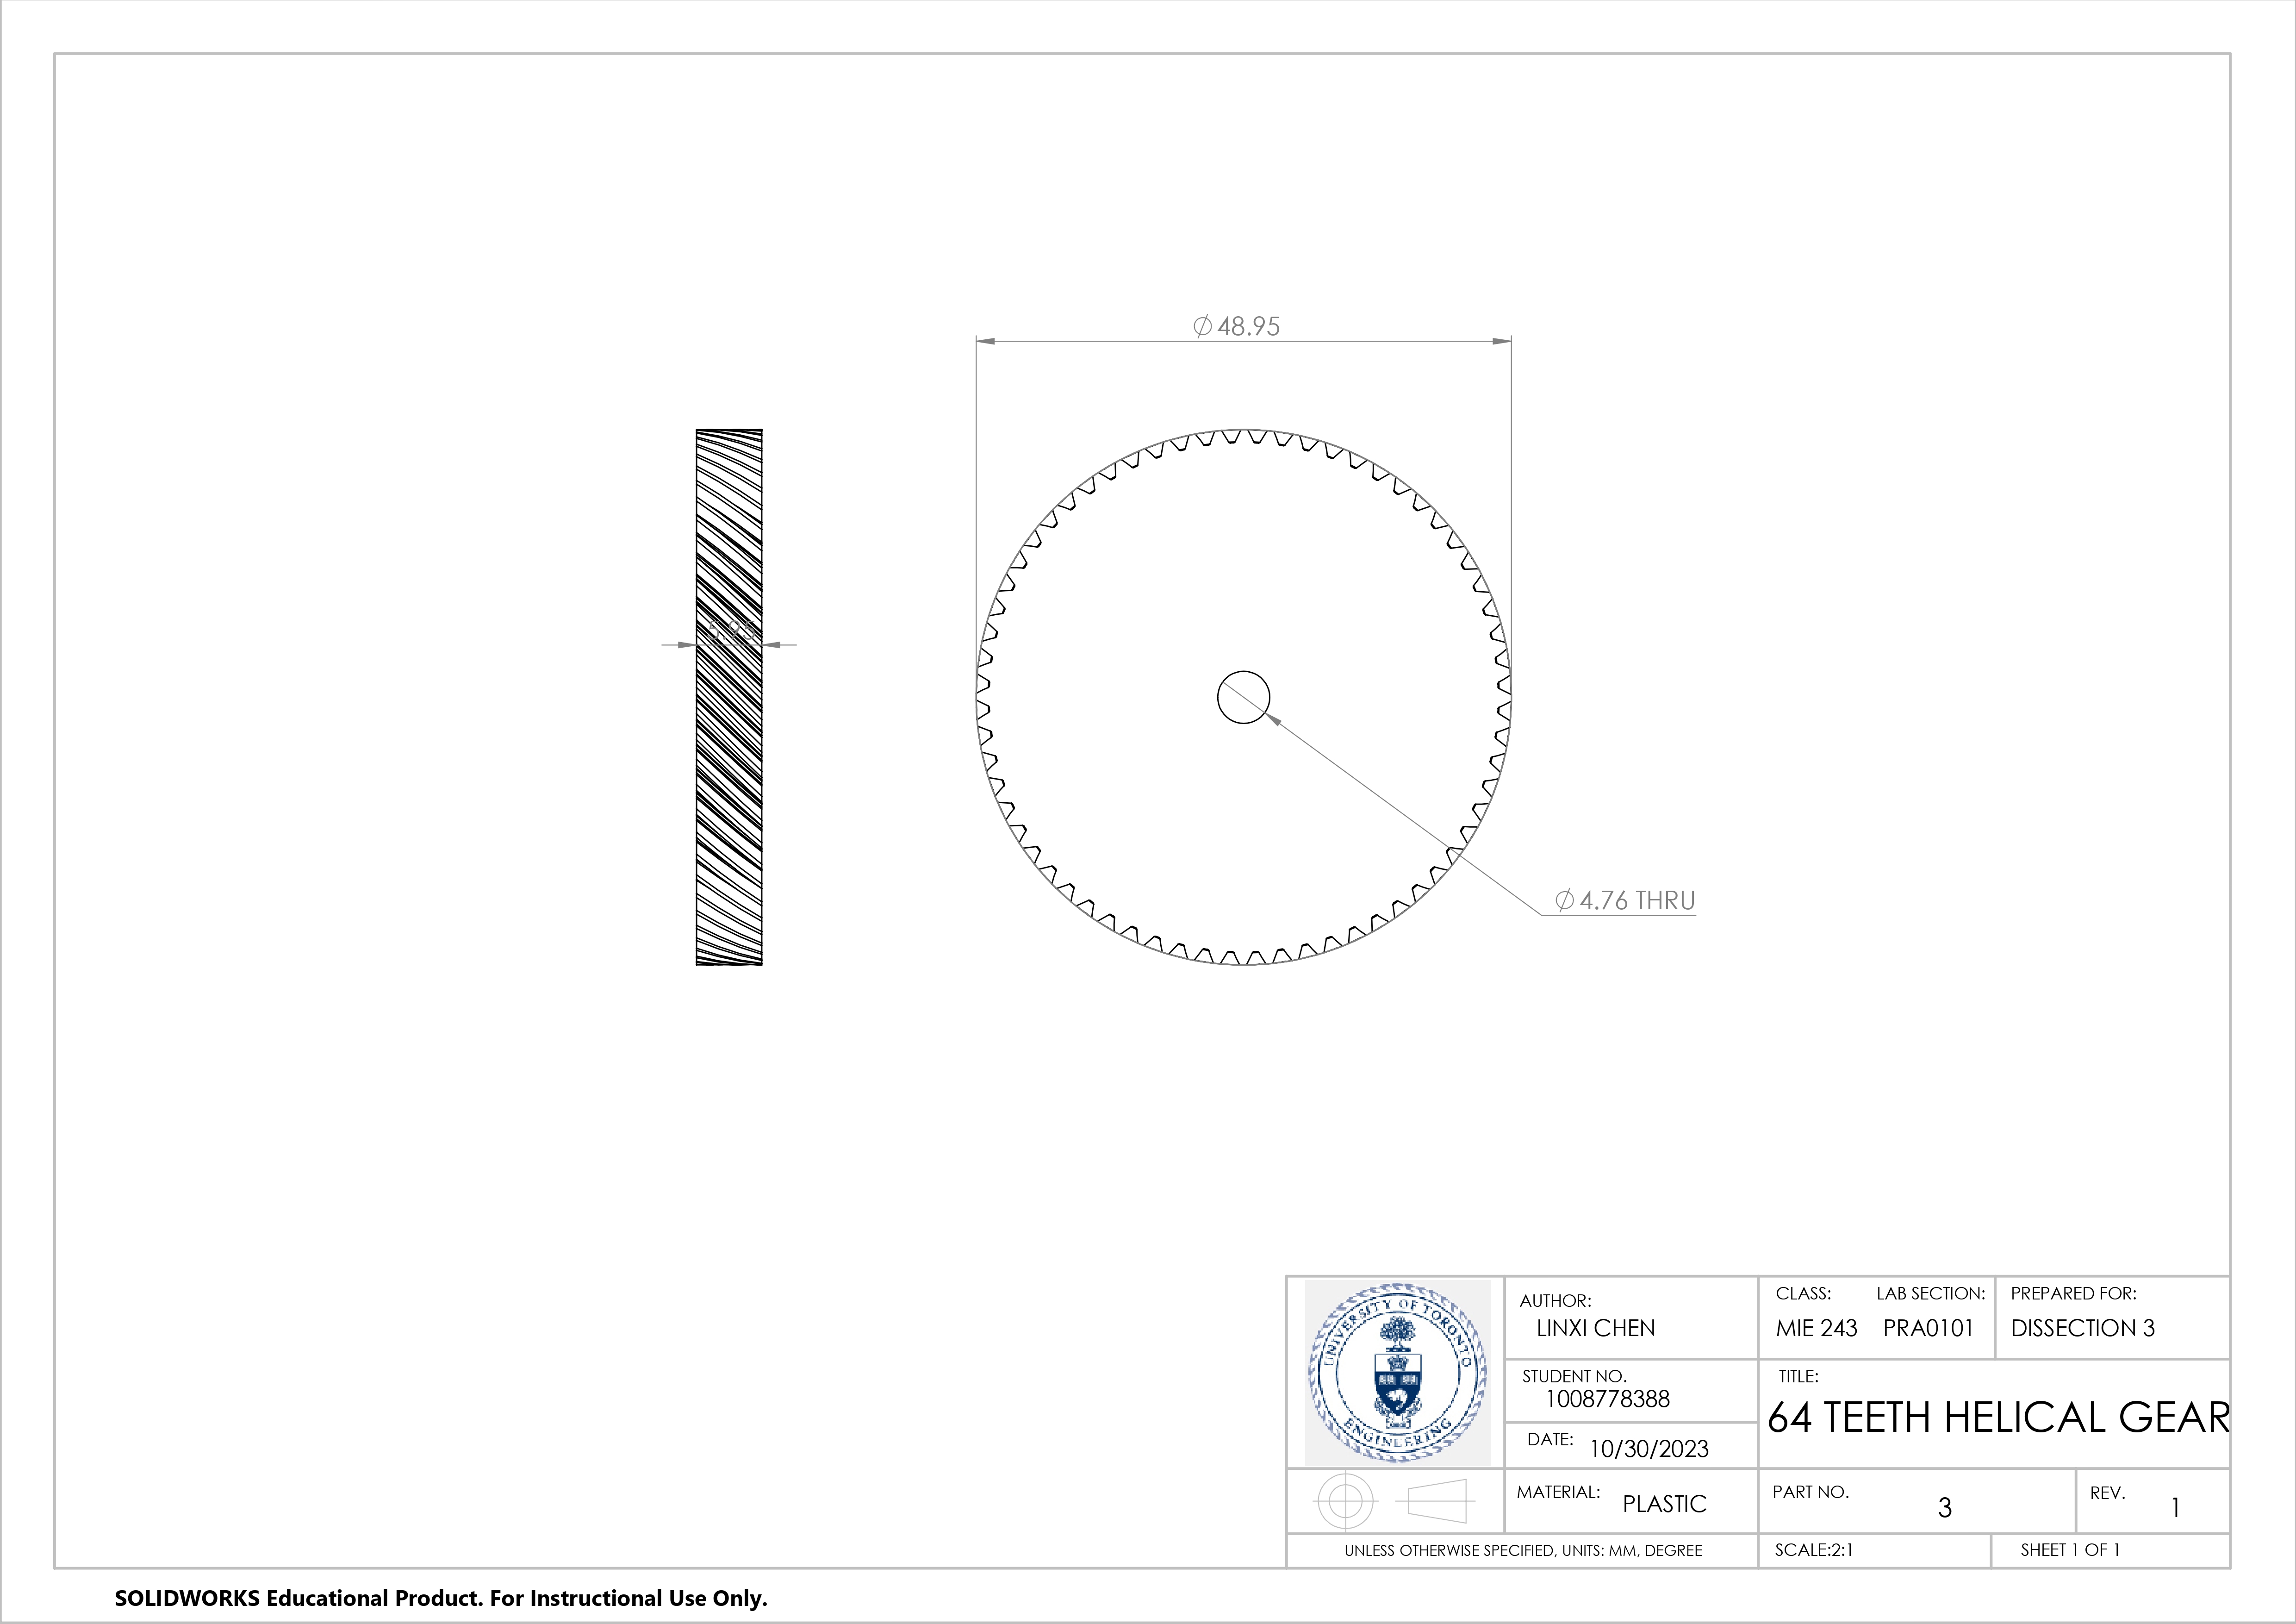 ⌀48.95
5.95
⌀4.76 THRU
UNIVERSITY OF TORONTO
ENGINEERING
AUTHOR:
LINXI CHEN
CLASS: LAB SECTION:
MIE 243 PRA0101
PREPARED FOR:
DISSECTION 3
STUDENT NO.
1008778388
TITLE:
64 TEETH HELICAL GEAR
DATE: 10/30/2023
MATERIAL: PLASTIC
PART NO. 3
REV. 1
UNLESS OTHERWISE SPECIFIED, UNITS: MM, DEGREE
SCALE:2:1
SHEET 1 OF 1
SOLIDWORKS Educational Product. For Instructional Use Only.